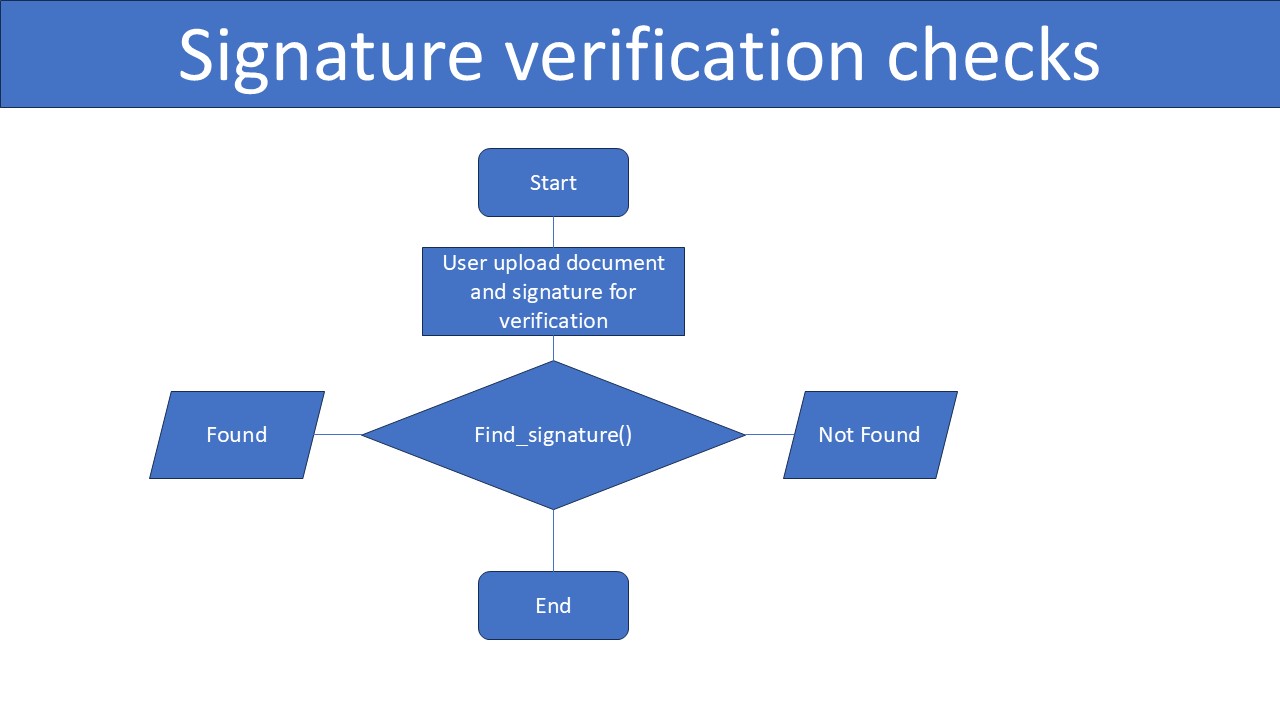 Signature verification checks
Start
User upload document
and signature for
verification
Found
Find_signature()
Not Found
End